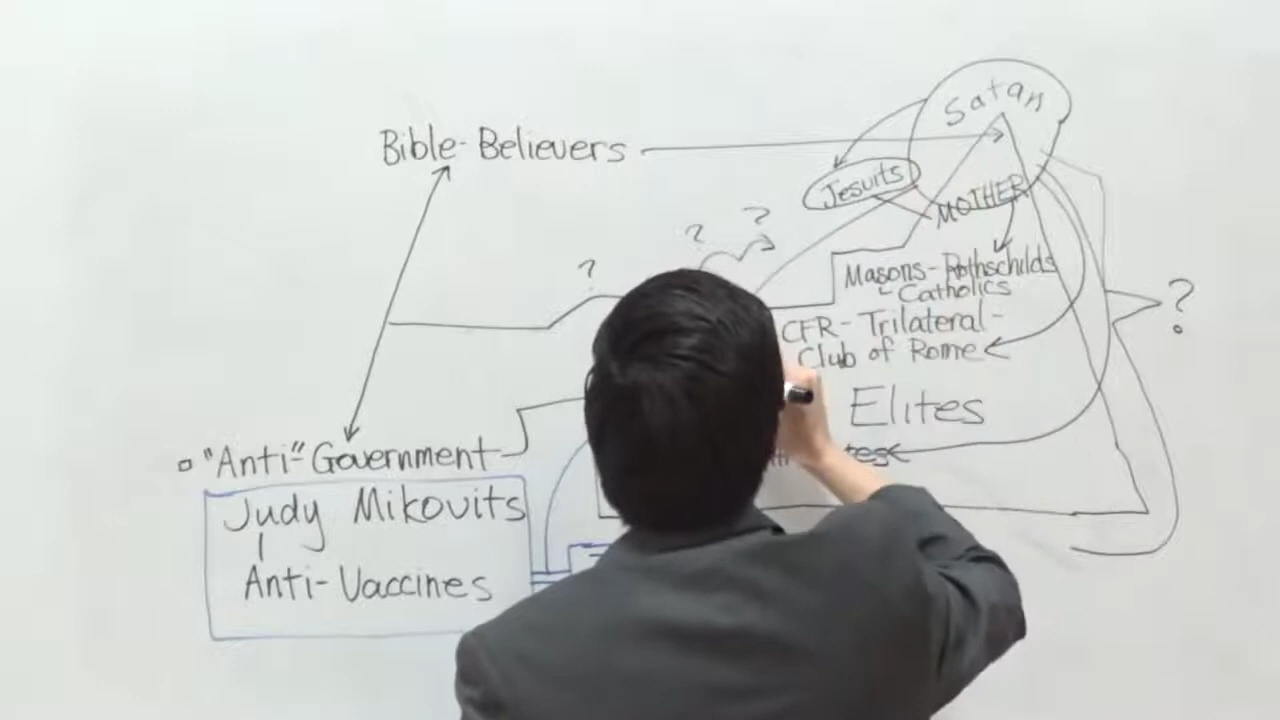 Satan
Bible-Believers
Jesuits
MOTHER
? ?
?
Masons-Rothschilds
- Catholics
?
CFR-Trilateral-
Club of Rome
Elites
"Anti-" Government
Judy Mikovits
Anti-Vaccines